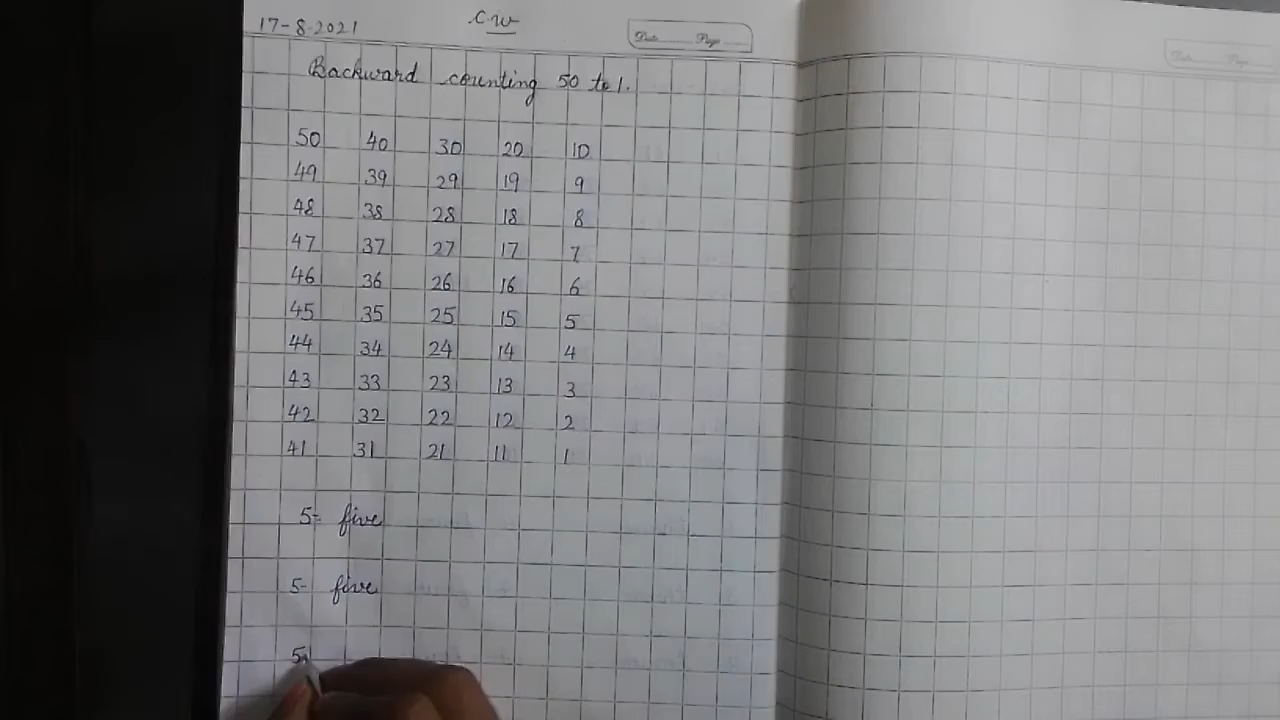 17-8-2021 C.W
Date ......... Page ......
Backward counting 50 to 1.
50 40 30 20 10
49 39 29 19 9
48 38 28 18 8
47 37 27 17 7
46 36 26 16 6
45 35 25 15 5
44 34 24 14 4
43 33 23 13 3
42 32 22 12 2
41 31 21 11 1
5- five
5- five
5